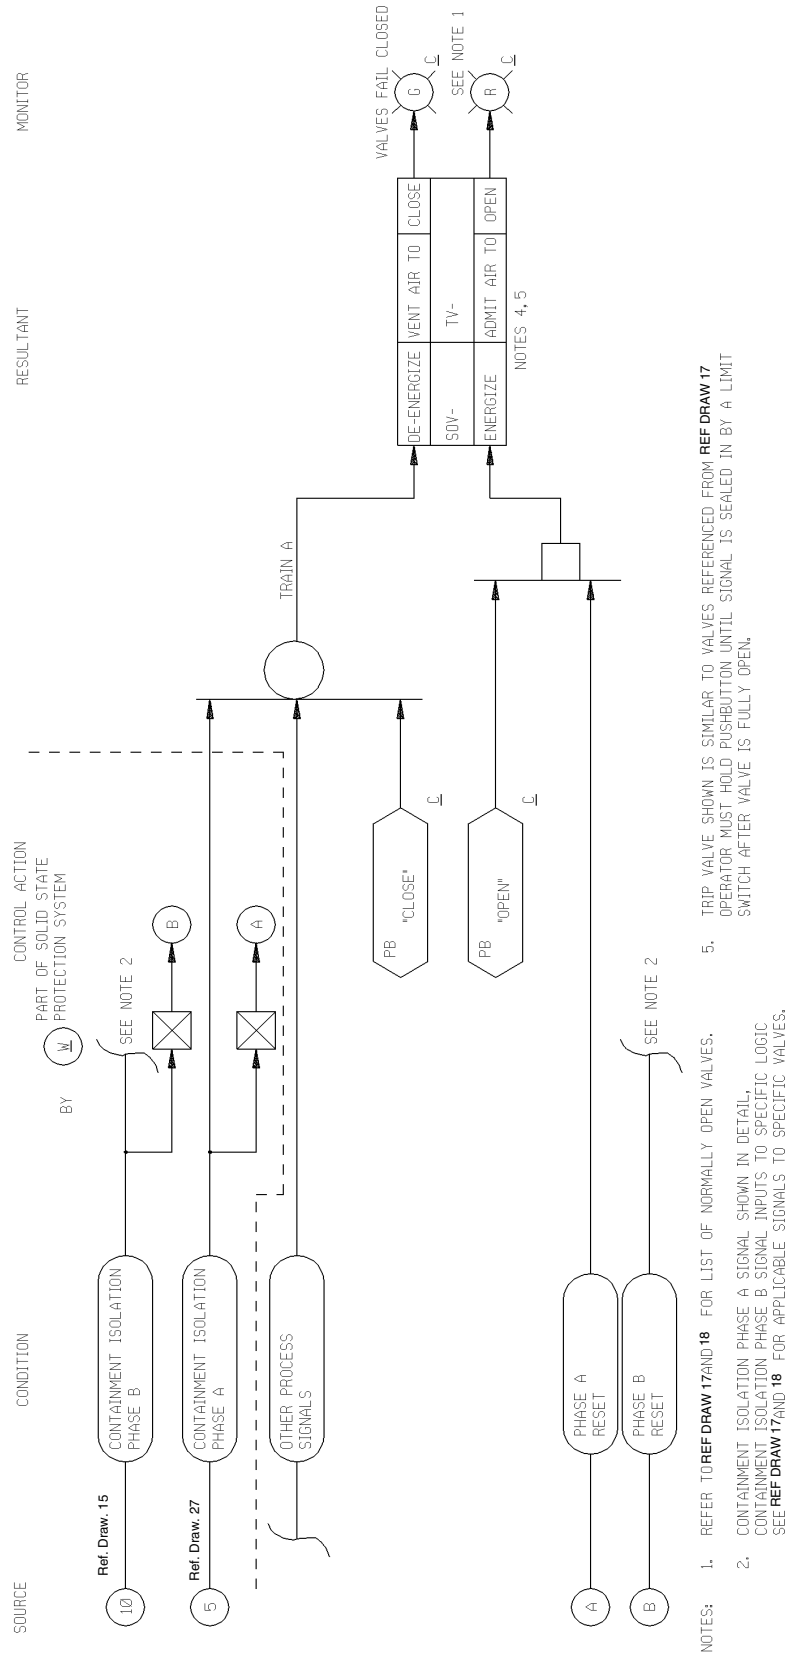 SOURCE
CONDITION
CONTROL ACTION
RESULTANT
MONITOR
BY
W
PART OF SOLID STATE
PROTECTION SYSTEM
10
Ref. Draw. 15
CONTAINMENT ISOLATION
PHASE B
SEE NOTE 2
B
5
Ref. Draw. 27
CONTAINMENT ISOLATION
PHASE A
A
OTHER PROCESS
SIGNALS
TRAIN A
PB
"CLOSE"
C
PB
"OPEN"
C
DE-ENERGIZE
VENT AIR TO
CLOSE
SOV-
TV-
ENERGIZE
ADMIT AIR TO
OPEN
NOTES 4, 5
VALVES FAIL CLOSED
G
C
SEE NOTE 1
R
C
A
PHASE A
RESET
B
PHASE B
RESET
SEE NOTE 2
NOTES:
1. REFER TO REF DRAW 17 AND 18 FOR LIST OF NORMALLY OPEN VALVES.
2. CONTAINMENT ISOLATION PHASE A SIGNAL SHOWN IN DETAIL,
CONTAINMENT ISOLATION PHASE B SIGNAL INPUTS TO SPECIFIC LOGIC
SEE REF DRAW 17 AND 18 FOR APPLICABLE SIGNALS TO SPECIFIC VALVES.
5. TRIP VALVE SHOWN IS SIMILAR TO VALVES REFERENCED FROM REF DRAW 17
OPERATOR MUST HOLD PUSHBUTTON UNTIL SIGNAL IS SEALED IN BY A LIMIT
SWITCH AFTER VALVE IS FULLY OPEN.